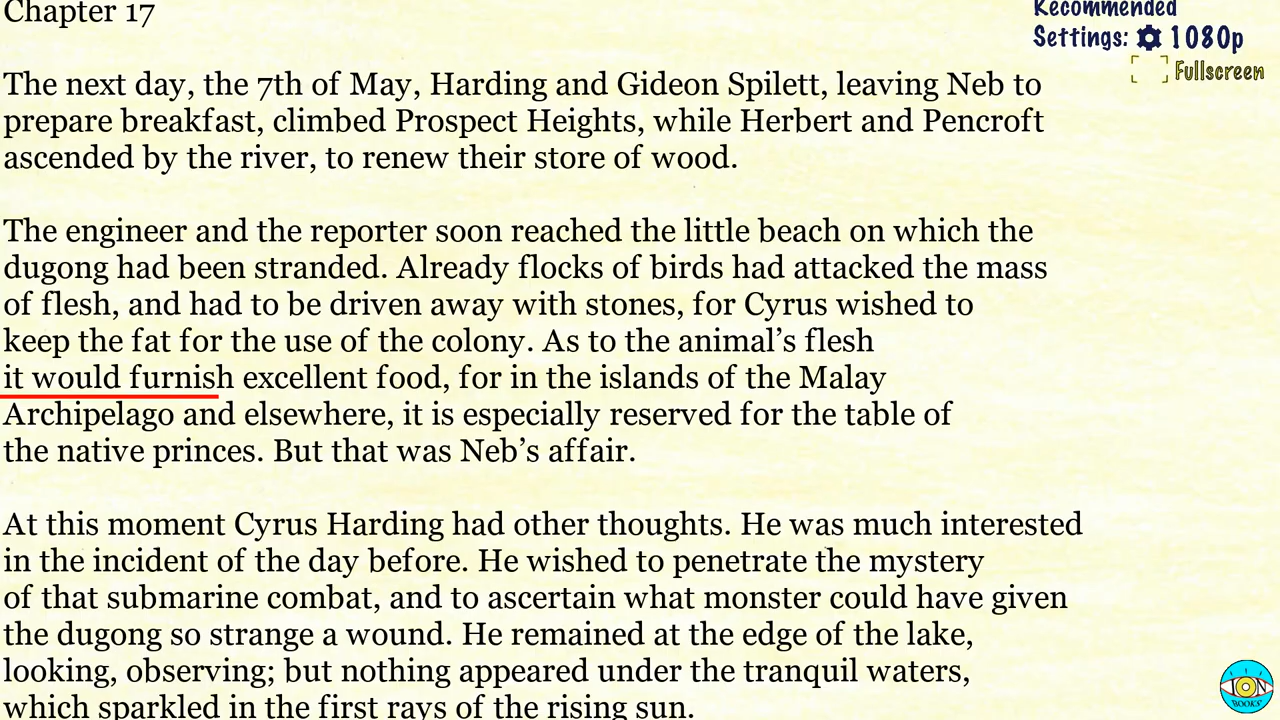 Chapter 17
Recommended
Settings: 1080p
Fullscreen
The next day, the 7th of May, Harding and Gideon Spilett, leaving Neb to
prepare breakfast, climbed Prospect Heights, while Herbert and Pencroft
ascended by the river, to renew their store of wood.
The engineer and the reporter soon reached the little beach on which the
dugong had been stranded. Already flocks of birds had attacked the mass
of flesh, and had to be driven away with stones, for Cyrus wished to
keep the fat for the use of the colony. As to the animal’s flesh
it would furnish excellent food, for in the islands of the Malay
Archipelago and elsewhere, it is especially reserved for the table of
the native princes. But that was Neb’s affair.
At this moment Cyrus Harding had other thoughts. He was much interested
in the incident of the day before. He wished to penetrate the mystery
of that submarine combat, and to ascertain what monster could have given
the dugong so strange a wound. He remained at the edge of the lake,
looking, observing; but nothing appeared under the tranquil waters,
which sparkled in the first rays of the rising sun.
ION
BOOKS